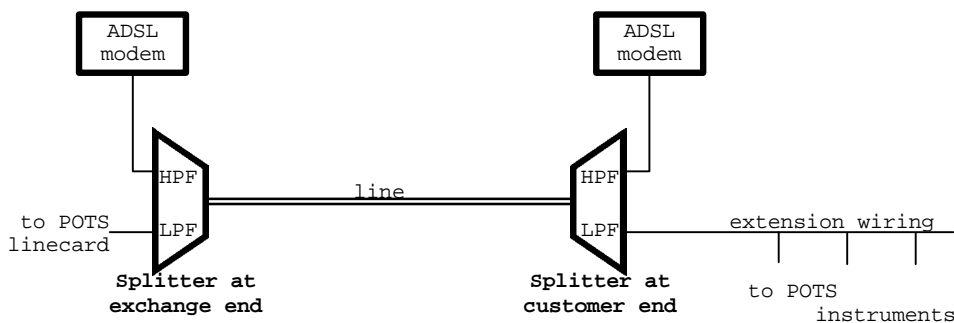 ADSL
modem
ADSL
modem
HPF
HPF
line
LPF
LPF
to POTS
linecard
extension wiring
Splitter at
exchange end
Splitter at
customer end
to POTS
instruments